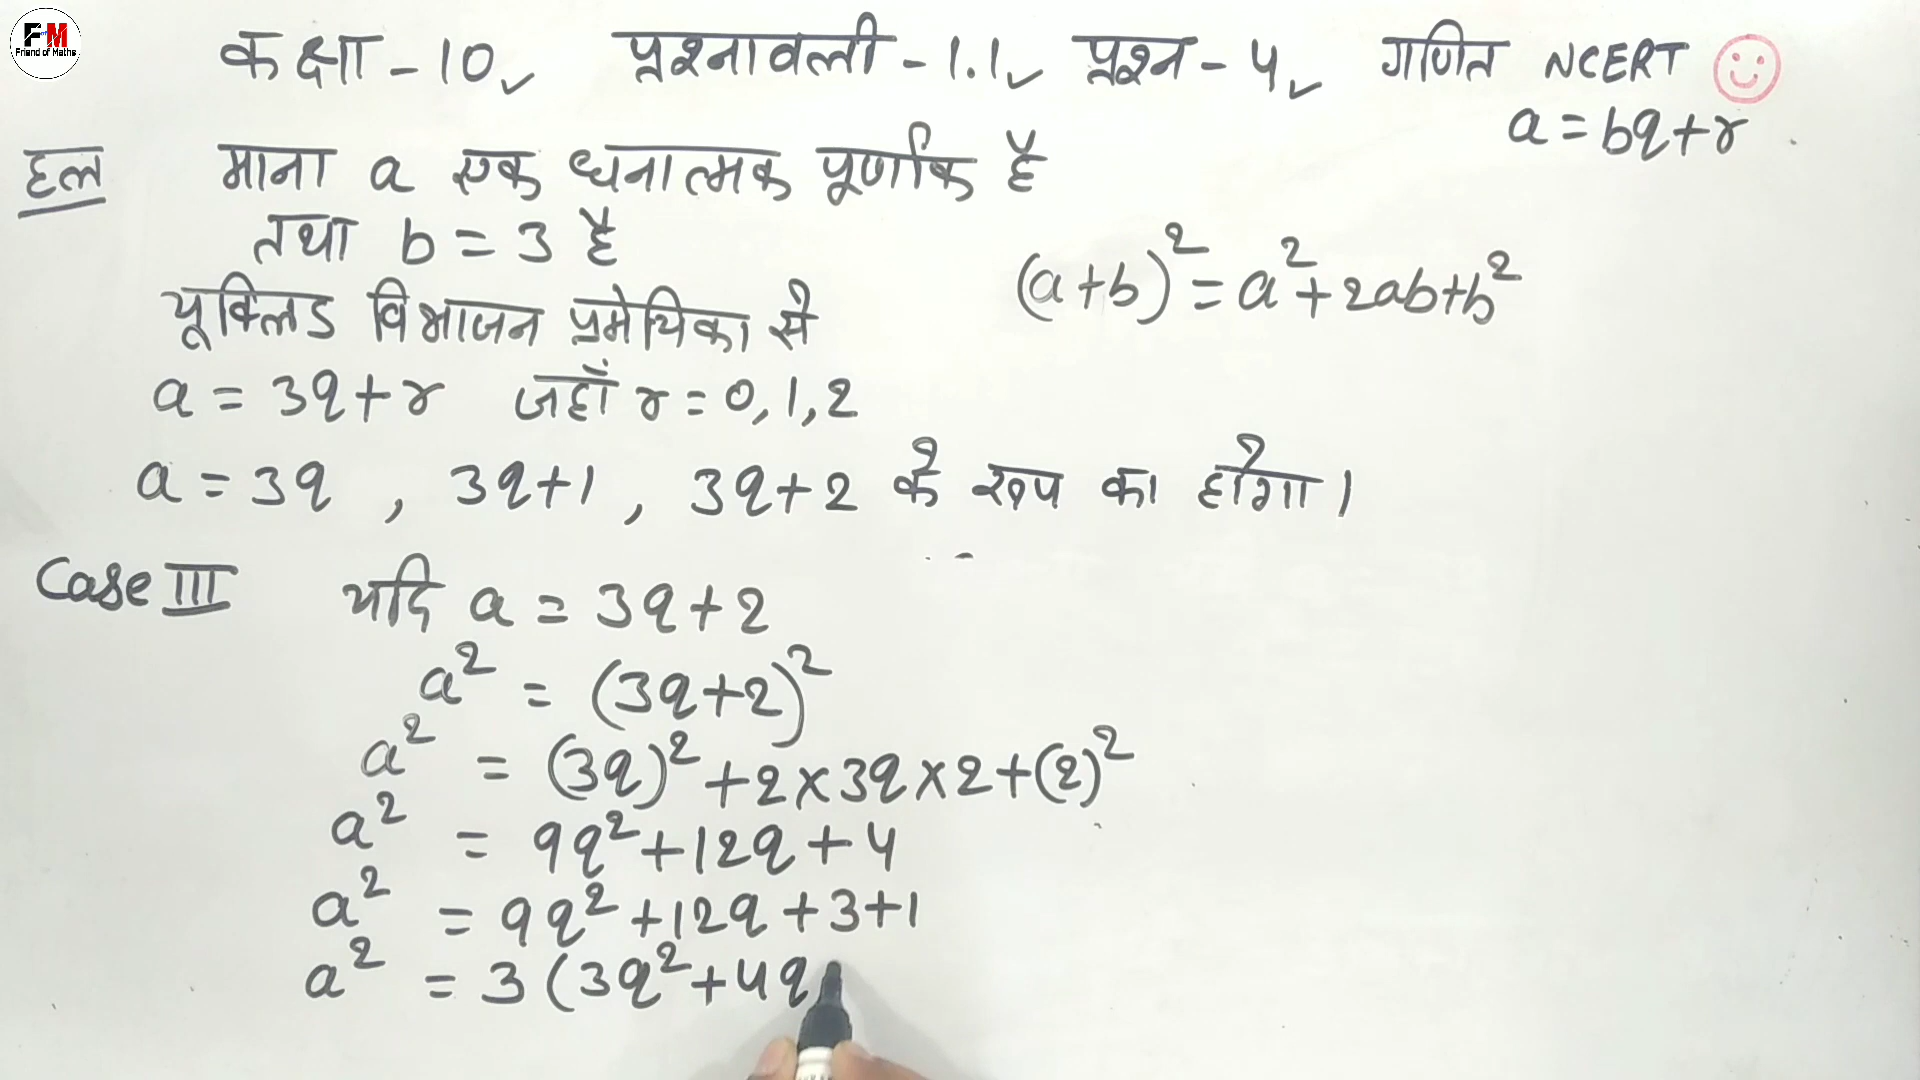 FM
Friend of Maths
कक्षा - 10 प्रश्नावली - 1.1 प्रश्न - 4 गणित NCERT
a = bq + r
हल माना a एक धनात्मक पूर्णांक है
तथा b = 3 है
(a+b)² = a² + 2ab + b²
यूक्लिड विभाजन प्रमेयिका से
a = 3q + r जहाँ r = 0, 1, 2
a = 3q , 3q+1 , 3q+2 के रूप का होगा ।
Case III यदि a = 3q + 2
a² = (3q+2)²
a² = (3q)² + 2×3q×2 + (2)²
a² = 9q² + 12q + 4
a² = 9q² + 12q + 3 + 1
a² = 3 (3q² + 4q